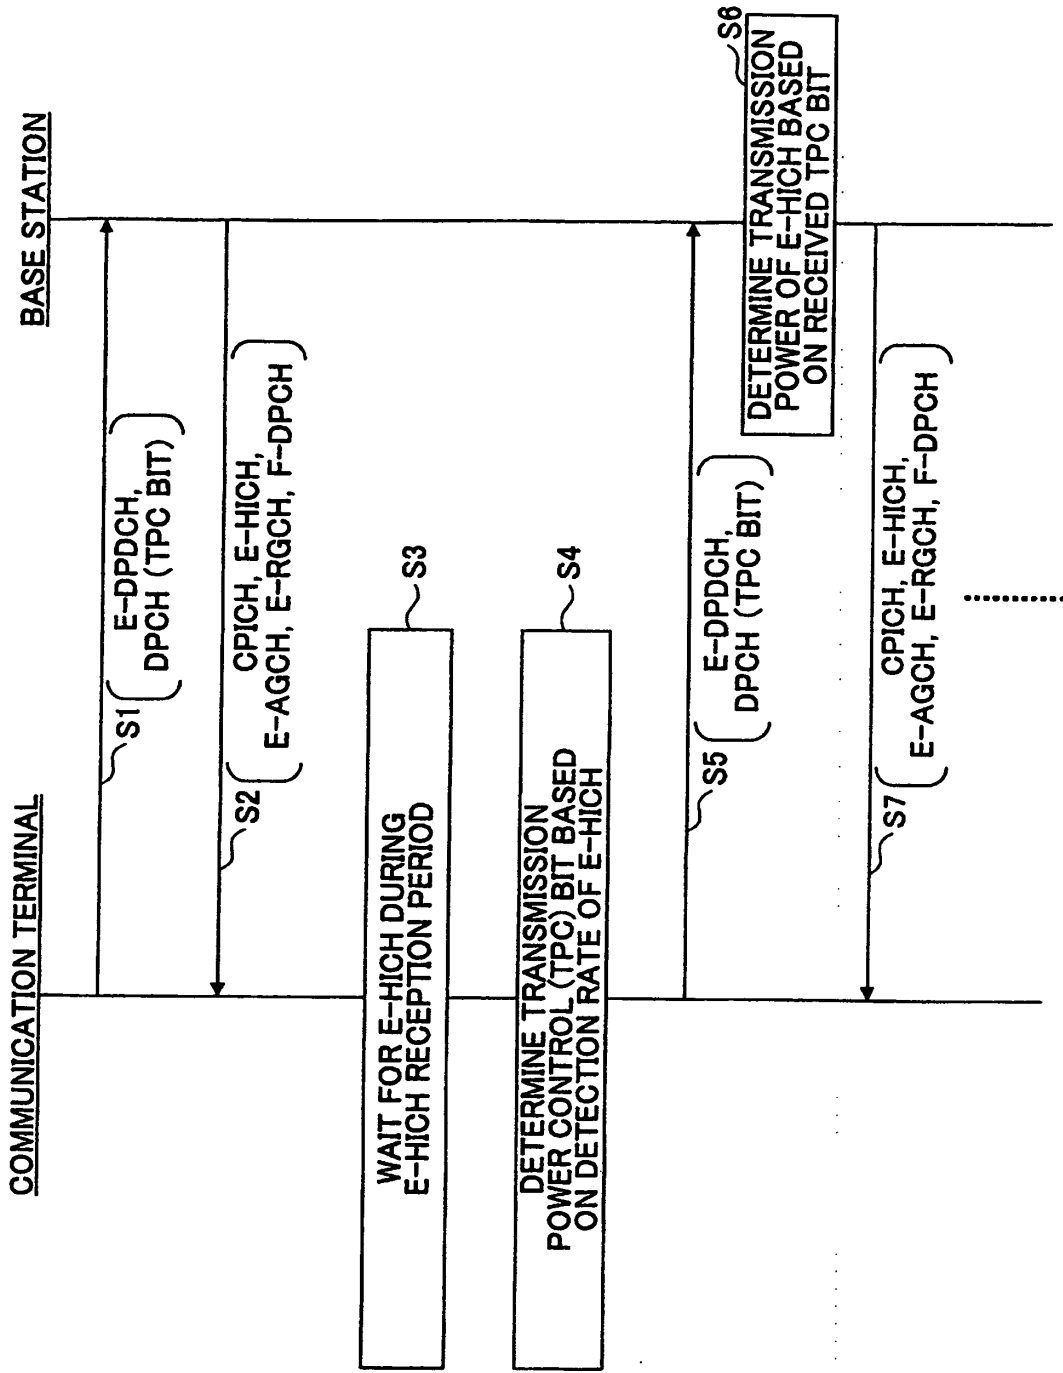 COMMUNICATION TERMINAL
BASE STATION
S1
E-DPDCH,
DPCH (TPC BIT)
S2
CPICH, E-HICH,
E-AGCH, E-RGCH, F-DPCH
WAIT FOR E-HICH DURING
E-HICH RECEPTION PERIOD
S3
DETERMINE TRANSMISSION
POWER CONTROL (TPC) BIT BASED
ON DETECTION RATE OF E-HICH
S4
S5
E-DPDCH,
DPCH (TPC BIT)
S6
DETERMINE TRANSMISSION
POWER OF E-HICH BASED
ON RECEIVED TPC BIT
S7
CPICH, E-HICH,
E-AGCH, E-RGCH, F-DPCH